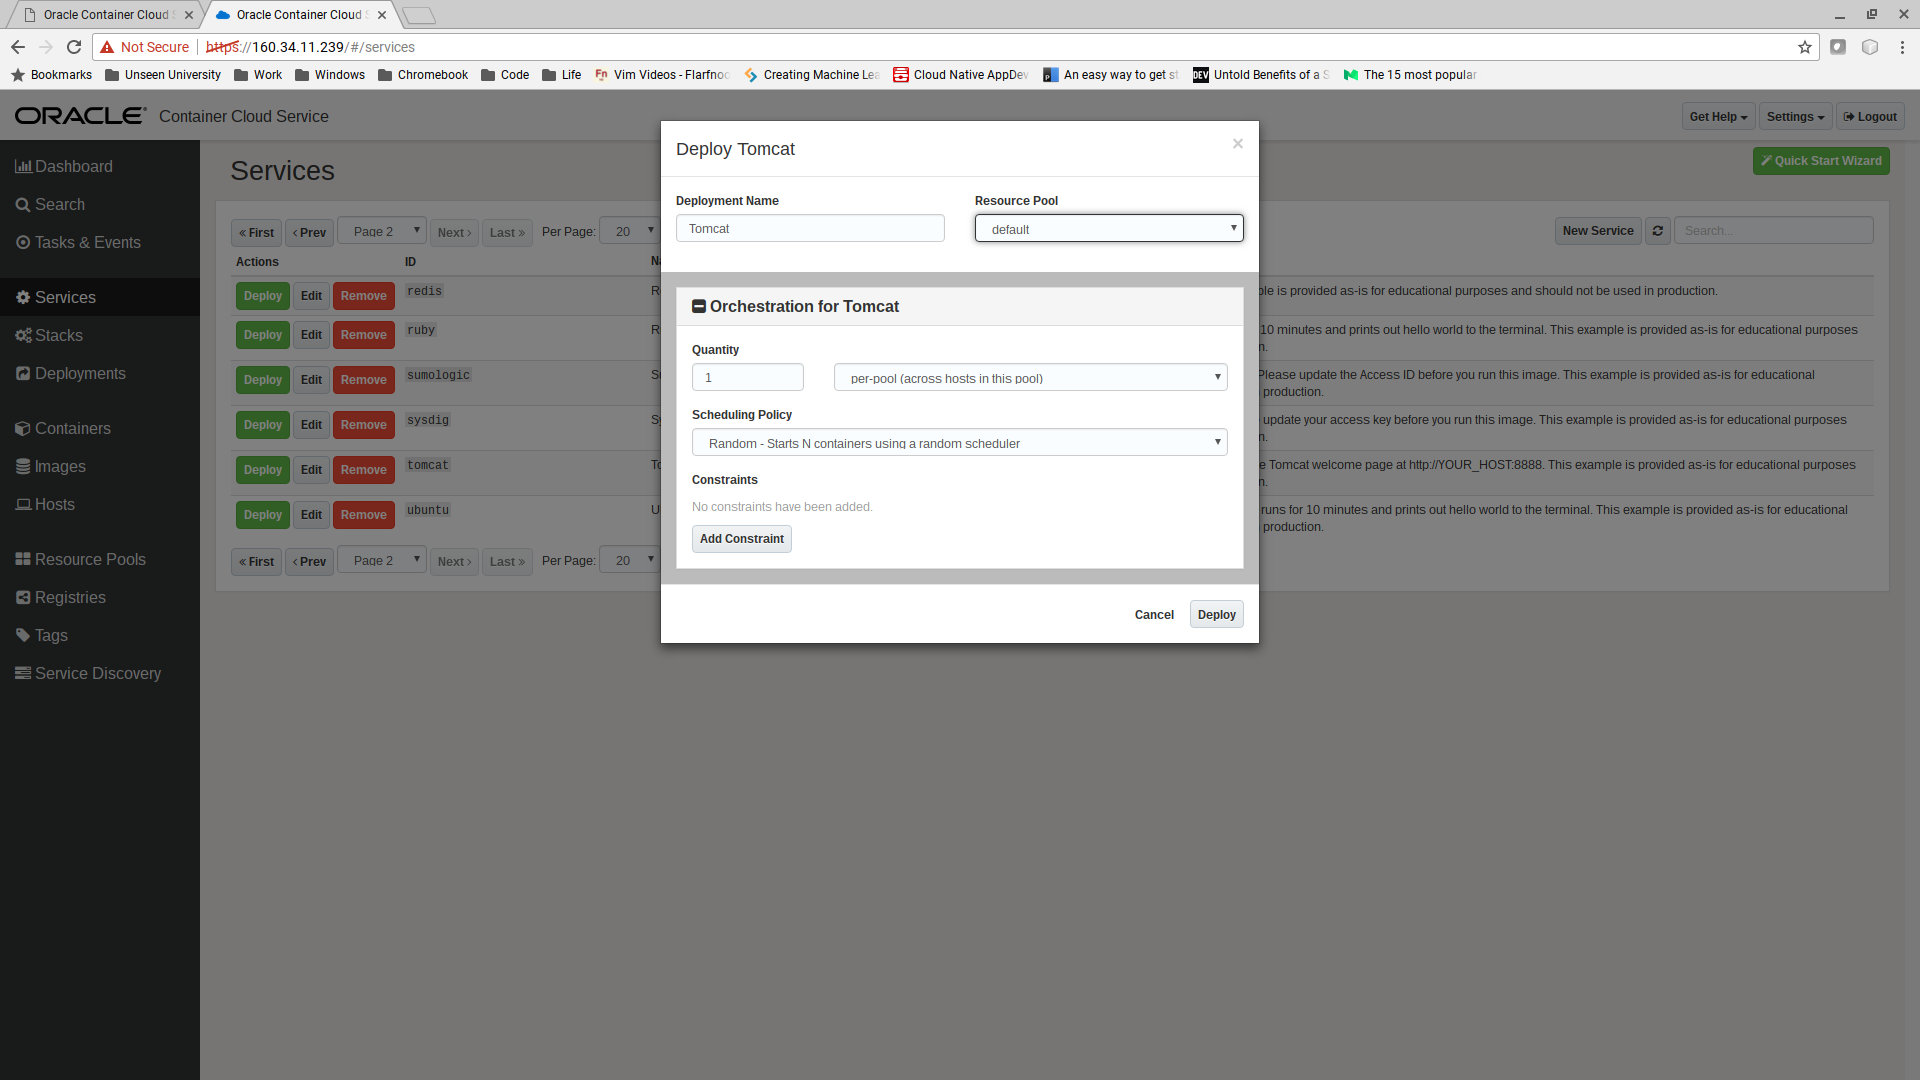 Oracle Container Cloud S
Oracle Container Cloud S
Not Secure | https://160.34.11.239/#/services
Bookmarks Unseen University Work Windows Chromebook Code Life Vim Videos - Flarfnoo Creating Machine Lea Cloud Native AppDev An easy way to get st Untold Benefits of a S The 15 most popular
ORACLE Container Cloud Service
Get Help Settings Logout
Dashboard
Search
Tasks & Events
Services
Stacks
Deployments
Containers
Images
Hosts
Resource Pools
Registries
Tags
Service Discovery
Services
Quick Start Wizard
« First ‹ Prev Page 2 Next › Last » Per Page: 20
New Service Search...
Actions ID
Deploy Edit Remove redis
le is provided as-is for educational purposes and should not be used in production.
Deploy Edit Remove ruby
10 minutes and prints out hello world to the terminal. This example is provided as-is for educational purposes
n.
Deploy Edit Remove sumologic
Please update the Access ID before you run this image. This example is provided as-is for educational
production.
Deploy Edit Remove sysdig
update your access key before you run this image. This example is provided as-is for educational purposes
n.
Deploy Edit Remove tomcat
e Tomcat welcome page at http://YOUR_HOST:8888. This example is provided as-is for educational purposes
n.
Deploy Edit Remove ubuntu
runs for 10 minutes and prints out hello world to the terminal. This example is provided as-is for educational
production.
« First ‹ Prev Page 2 Next › Last » Per Page: 20
Deploy Tomcat
×
Deployment Name
Tomcat
Resource Pool
default
Orchestration for Tomcat
Quantity
1 per-pool (across hosts in this pool)
Scheduling Policy
Random - Starts N containers using a random scheduler
Constraints
No constraints have been added.
Add Constraint
Cancel Deploy